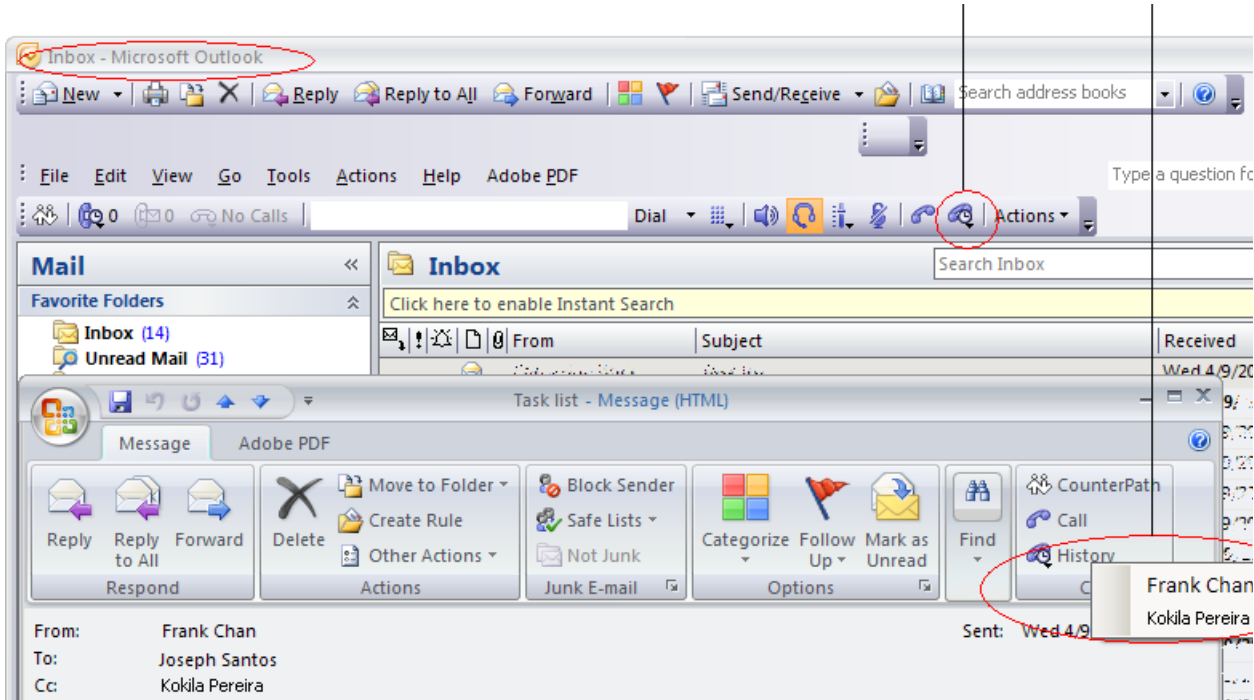 Inbox - Microsoft Outlook
New Reply Reply to All Forward Send/Receive Search address books
File Edit View Go Tools Actions Help Adobe PDF Type a question fo
0 0 No Calls Dial Actions
Mail Inbox Search Inbox
Favorite Folders Click here to enable Instant Search
Inbox (14) From Subject Received
Unread Mail (31)
Wed 4/9/20
Task list - Message (HTML)
Message Adobe PDF
Reply Reply to All Forward Delete Move to Folder Create Rule Other Actions Block Sender Safe Lists Not Junk Categorize Follow Up Mark as Unread Find CounterPath Call History
Respond Actions Junk E-mail Options C
Frank Chan
Kokila Pereira
From: Frank Chan Sent: Wed 4/9
To: Joseph Santos
Cc: Kokila Pereira